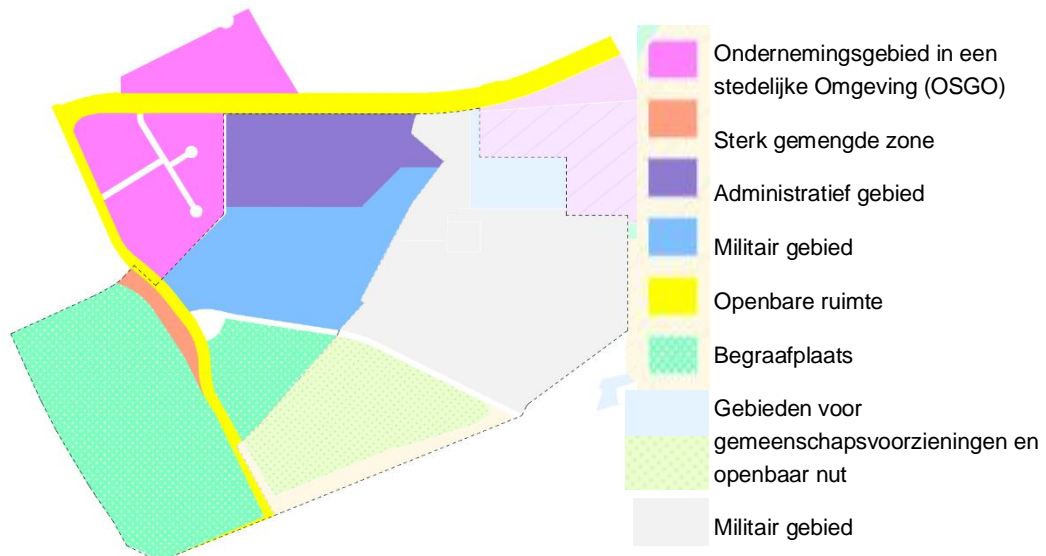 Ondernemingsgebied in een
stedelijke Omgeving (OSGO)
Sterk gemengde zone
Administratief gebied
Militair gebied
Openbare ruimte
Begraafplaats
Gebieden voor
gemeenschapsvoorzieningen en
openbaar nut
Militair gebied